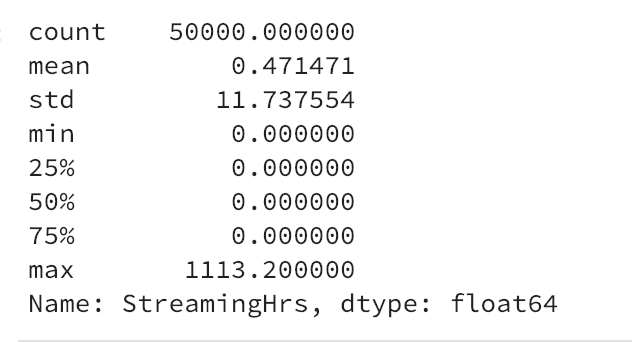 count    50000.000000
mean         0.471471
std         11.737554
min          0.000000
25%          0.000000
50%          0.000000
75%          0.000000
max       1113.200000
Name: StreamingHrs, dtype: float64